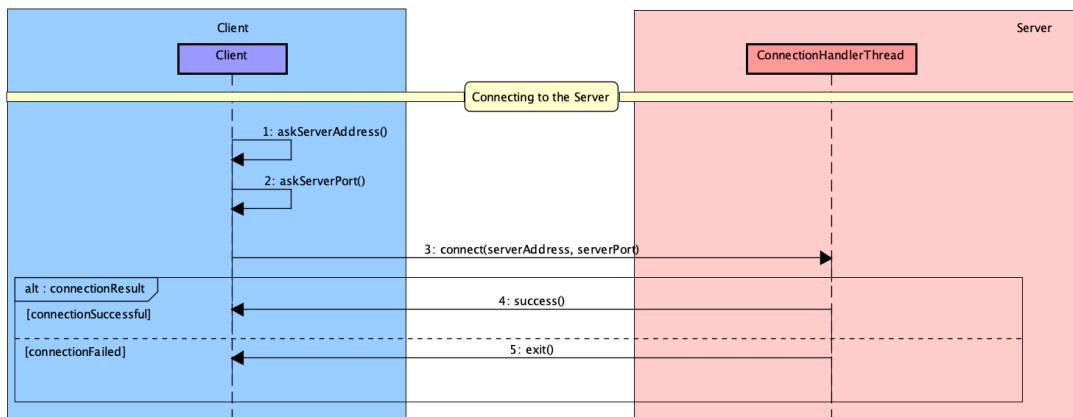 Client
Server
Client
ConnectionHandlerThread
Connecting to the Server
1: askServerAddress()
2: askServerPort()
3: connect(serverAddress, serverPort)
alt : connectionResult
4: success()
[connectionSuccessful]
5: exit()
[connectionFailed]